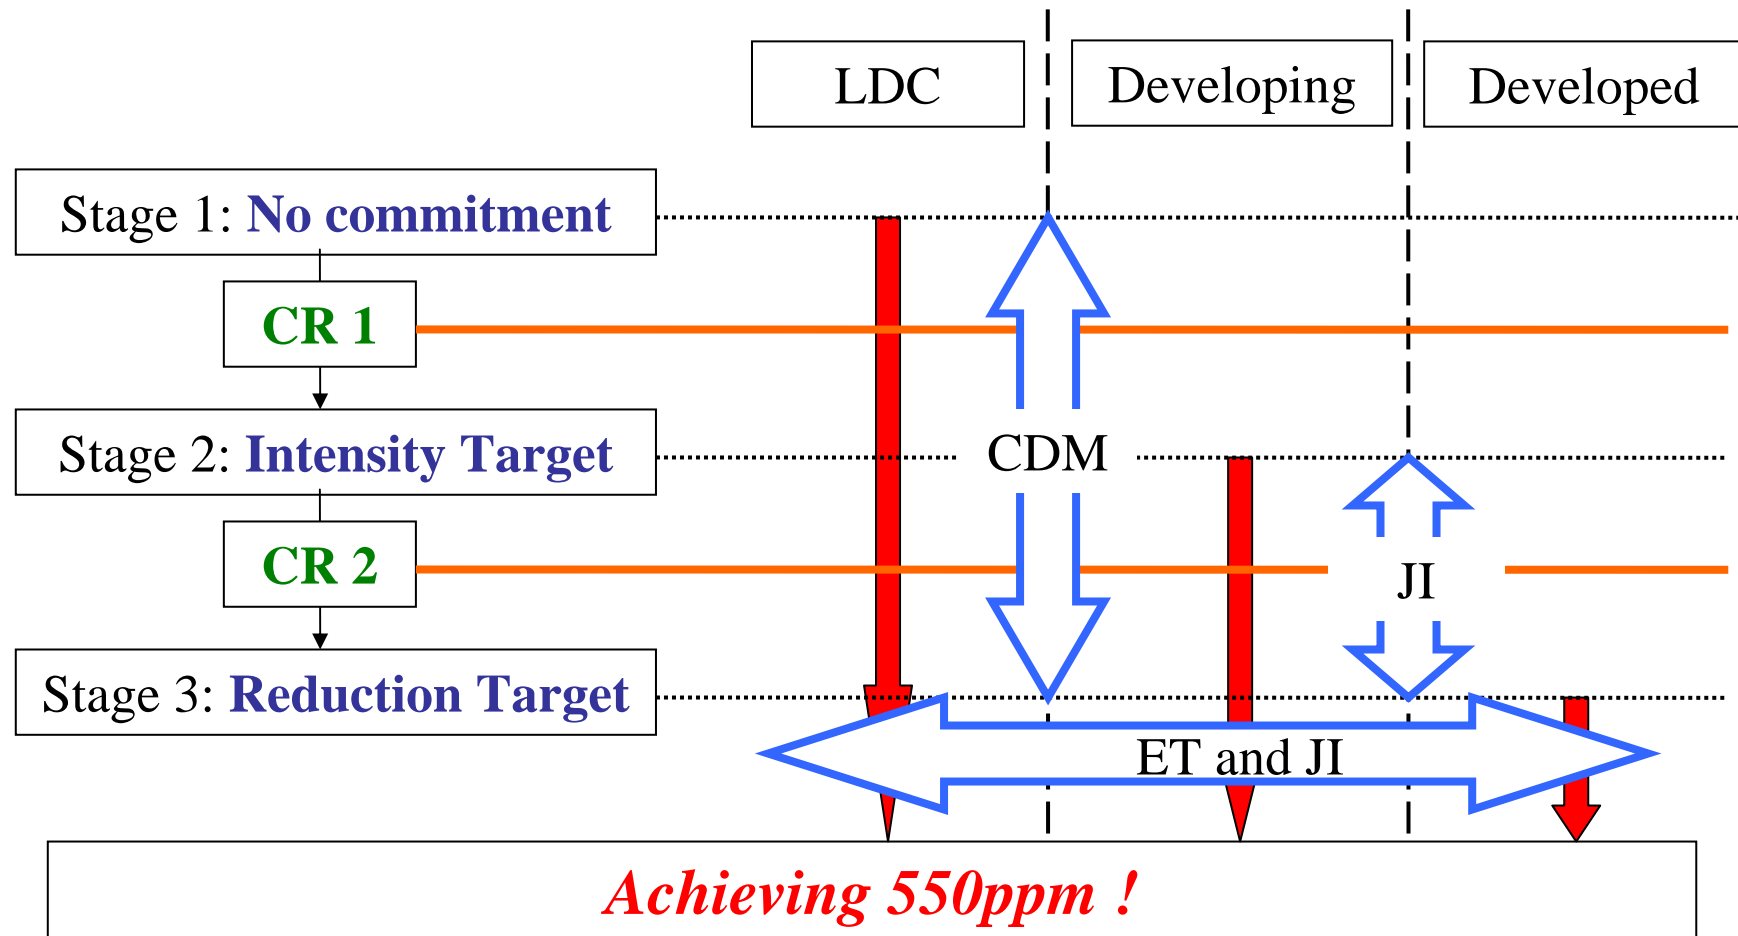 LDC
Developing
Developed
Stage 1: No commitment
CR 1
Stage 2: Intensity Target
CDM
CR 2
JI
Stage 3: Reduction Target
ET and JI
Achieving 550ppm !